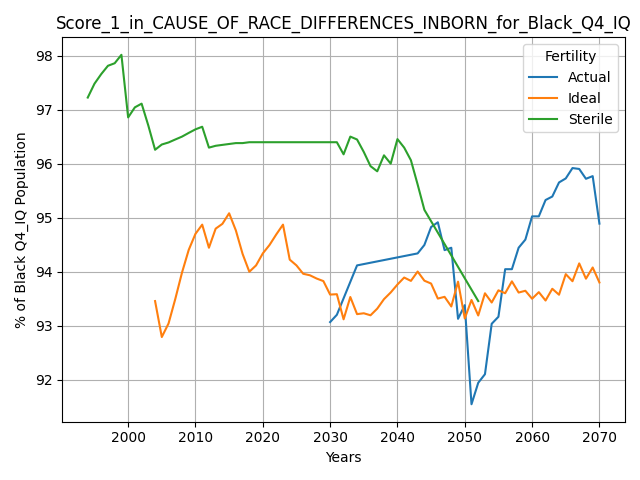 Score_1_in_CAUSE_OF_RACE_DIFFERENCES_INBORN_for_Black_Q4_IQ
Fertility
Actual
Ideal
Sterile
% of Black Q4_IQ Population
98
97
96
95
94
93
92
2000
2010
2020
2030
2040
2050
2060
2070
Years